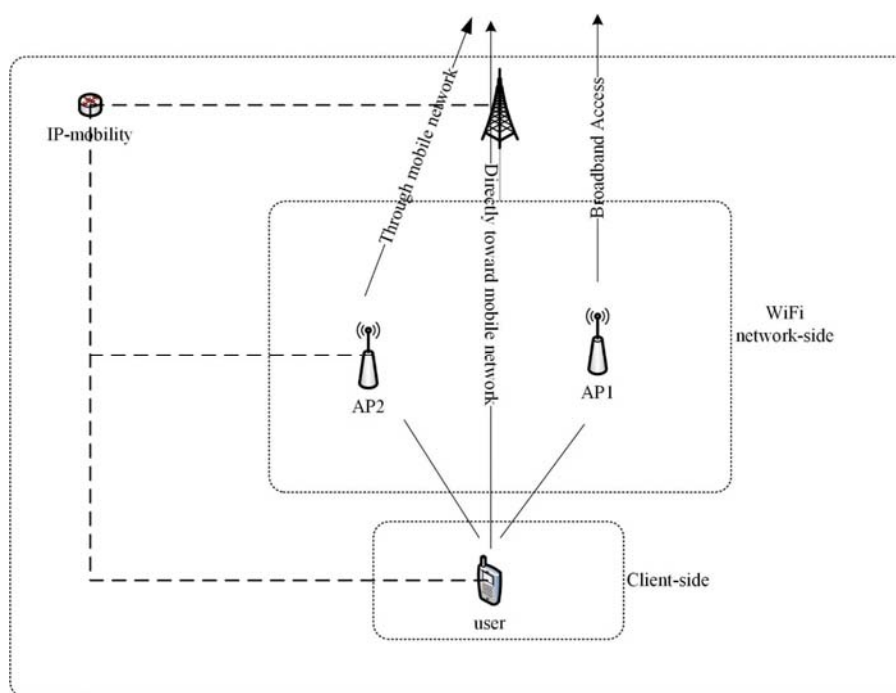 IP-mobility
Through mobile network
Directly toward mobile network
Broadband Access
WiFi
network-side
AP2
AP1
Client-side
user